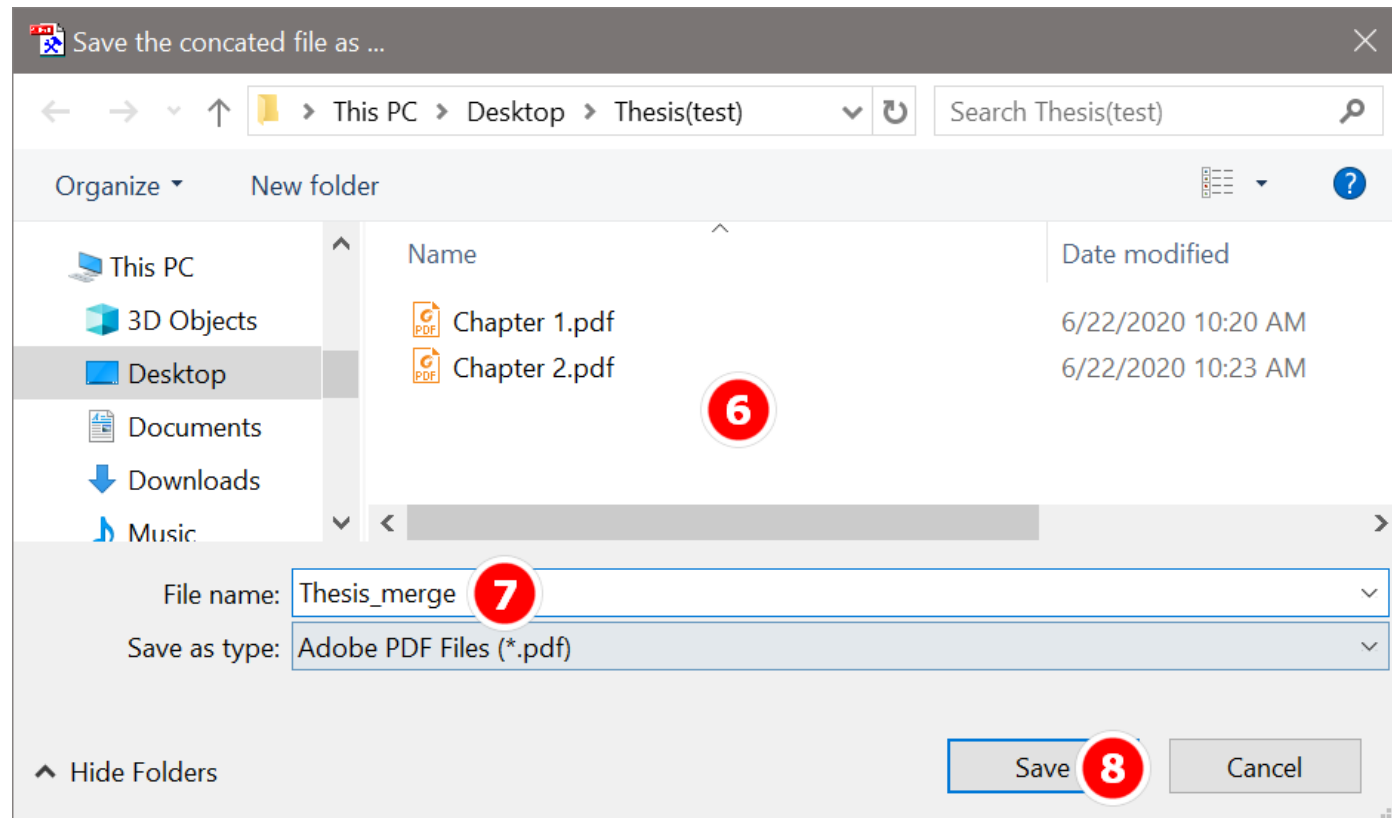 Save the concated file as ...
This PC > Desktop > Thesis(test)
Search Thesis(test)
Organize
New folder
?
This PC
3D Objects
Desktop
Documents
Downloads
Music
Name
Date modified
PDF Chapter 1.pdf 6/22/2020 10:20 AM
PDF Chapter 2.pdf 6/22/2020 10:23 AM
6
File name: Thesis_merge 7
Save as type: Adobe PDF Files (*.pdf)
Hide Folders
Save 8
Cancel